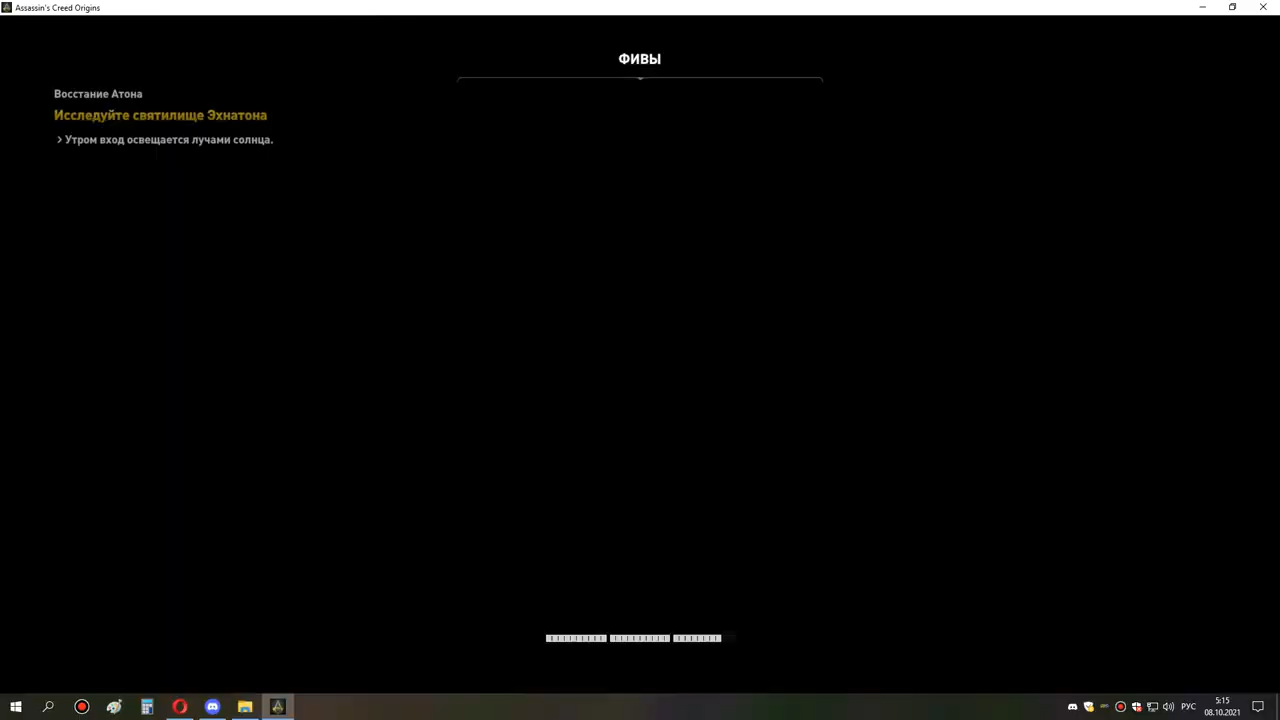 Assassin's Creed Origins
ФИВЫ
Восстание Атона
Исследуйте святилище Эхнатона
Утром вход освещается лучами солнца.
РУС
5:15
08.10.2021